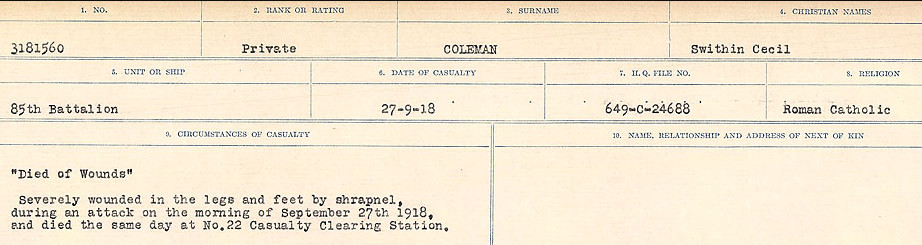 1. NO. 2. RANK OR RATING 3. SURNAME 4. CHRISTIAN NAMES
3181560 Private COLEMAN Swithin Cecil
5. UNIT OR SHIP 6. DATE OF CASUALTY 7. H. Q. FILE NO. 8. RELIGION
85th Battalion 27-9-18 649-C-24688 Roman Catholic
9. CIRCUMSTANCES OF CASUALTY 10. NAME, RELATIONSHIP AND ADDRESS OF NEXT OF KIN
"Died of Wounds"
Severely wounded in the legs and feet by shrapnel,
during an attack on the morning of September 27th 1918,
and died the same day at No.22 Casualty Clearing Station.